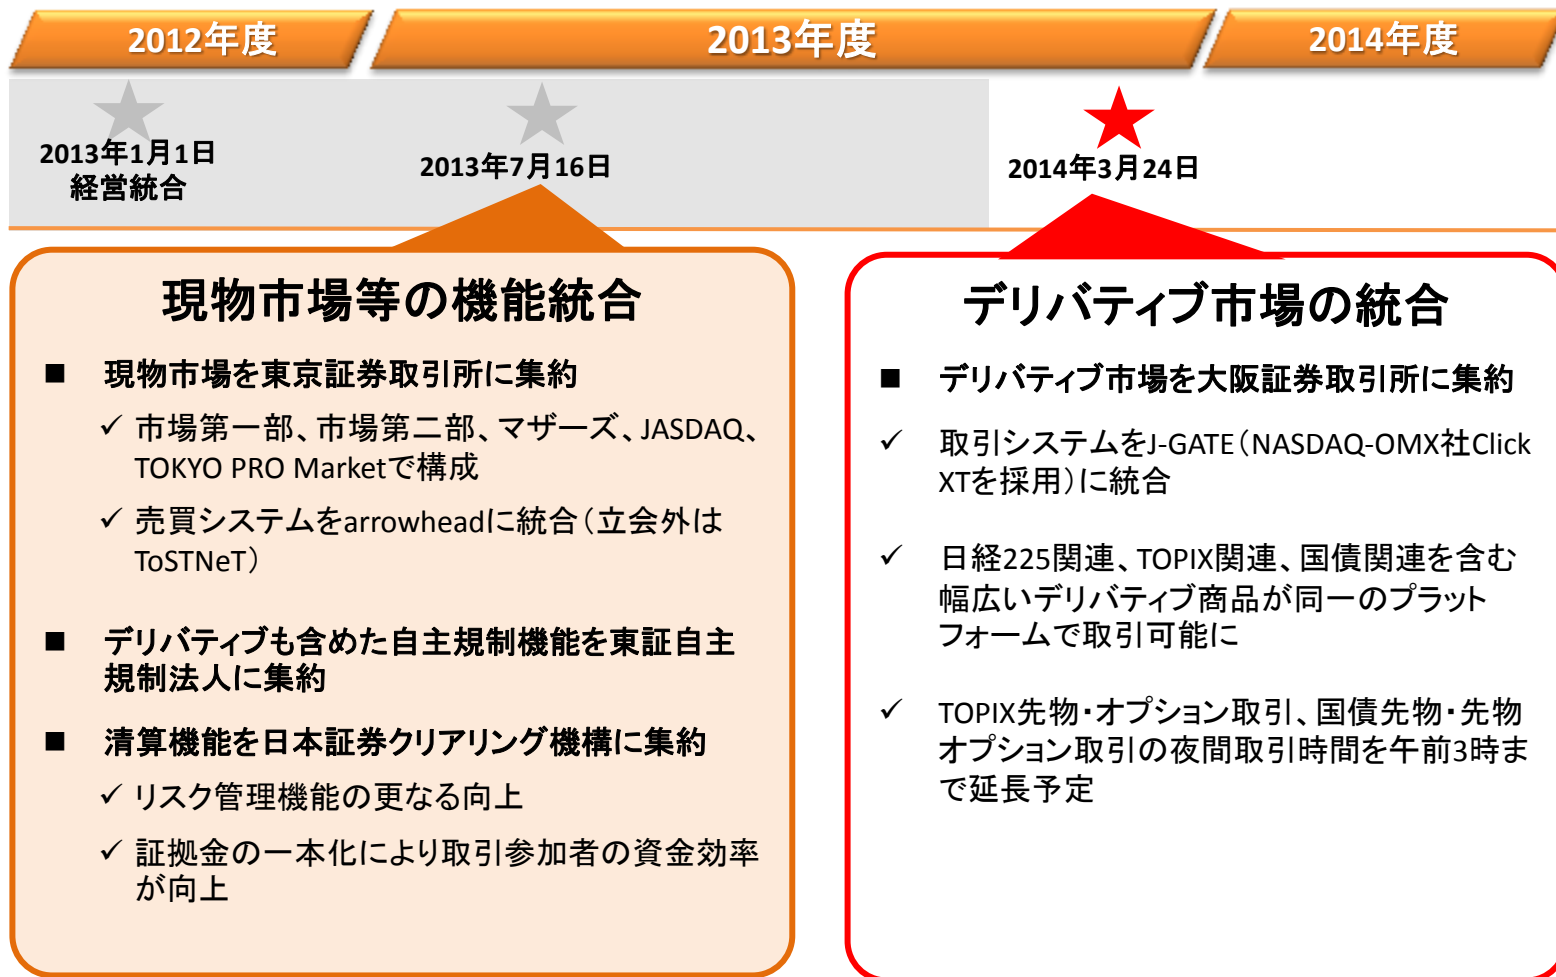 2012年度
2013年度
2014年度
2013年1月1日
経営統合
2013年7月16日
2014年3月24日
現物市場等の機能統合
■ 現物市場を東京証券取引所に集約
✓ 市場第一部、市場第二部、マザーズ、JASDAQ、
TOKYO PRO Marketで構成
✓ 売買システムをarrowheadに統合（立会外は
ToSTNeT）
■ デリバティブも含めた自主規制機能を東証自主
規制法人に集約
■ 清算機能を日本証券クリアリング機構に集約
✓ リスク管理機能の更なる向上
✓ 証拠金の一本化により取引参加者の資金効率
が向上
デリバティブ市場の統合
■ デリバティブ市場を大阪証券取引所に集約
✓ 取引システムをJ-GATE（NASDAQ-OMX社Click
XTを採用）に統合
✓ 日経225関連、TOPIX関連、国債関連を含む
幅広いデリバティブ商品が同一のプラット
フォームで取引可能に
✓ TOPIX先物・オプション取引、国債先物・先物
オプション取引の夜間取引時間を午前3時ま
で延長予定